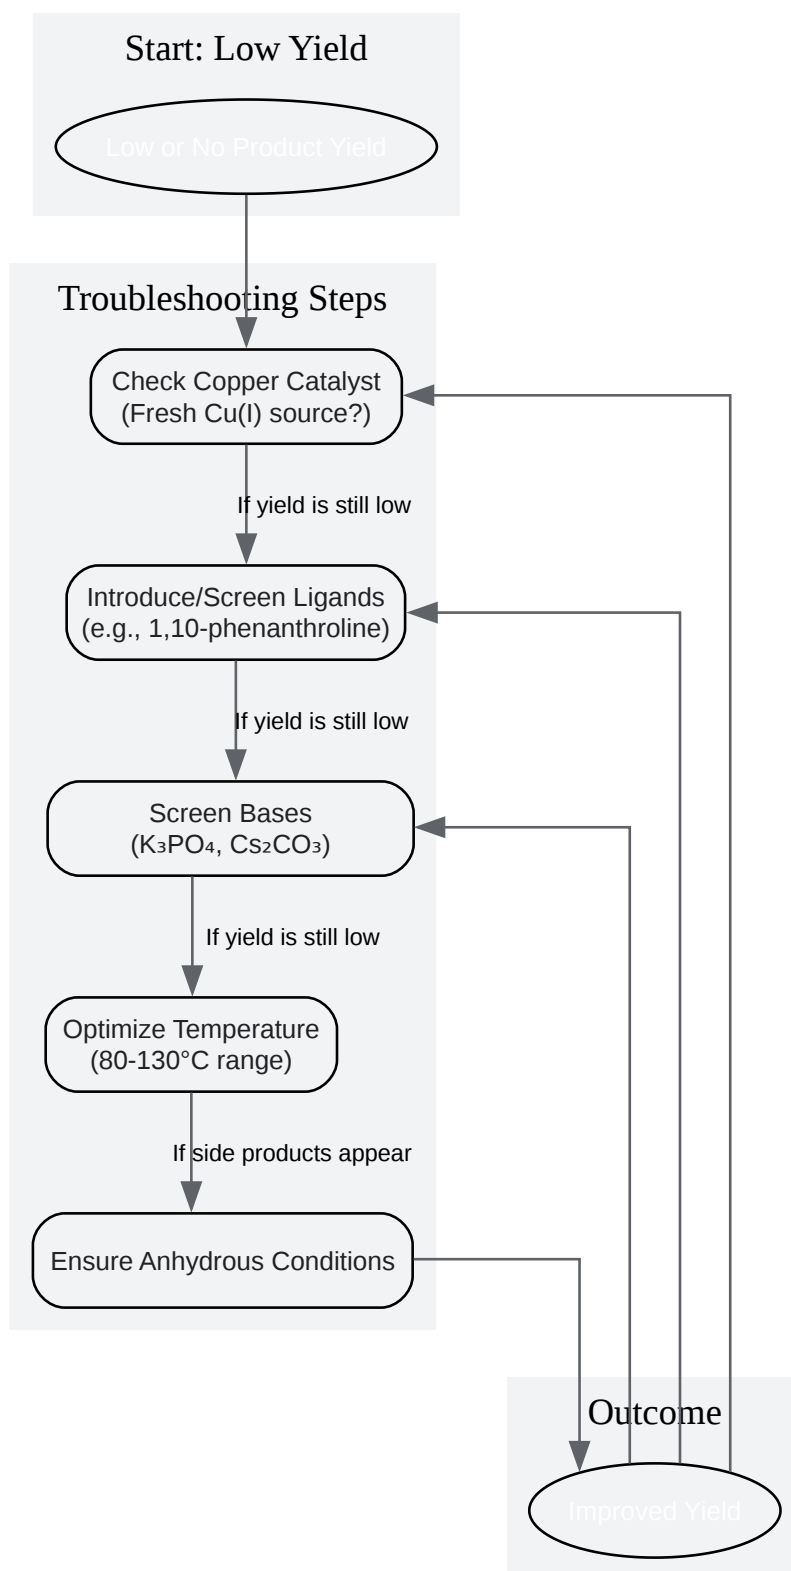 Start: Low Yield
Low or No Product Yield
Troubleshooting Steps
Check Copper Catalyst
(Fresh Cu(I) source?)
If yield is still low
Introduce/Screen Ligands
(e.g., 1,10-phenanthroline)
If yield is still low
Screen Bases
(K₃PO₄, Cs₂CO₃)
If yield is still low
Optimize Temperature
(80-130°C range)
If side products appear
Ensure Anhydrous Conditions
Outcome
Improved Yield